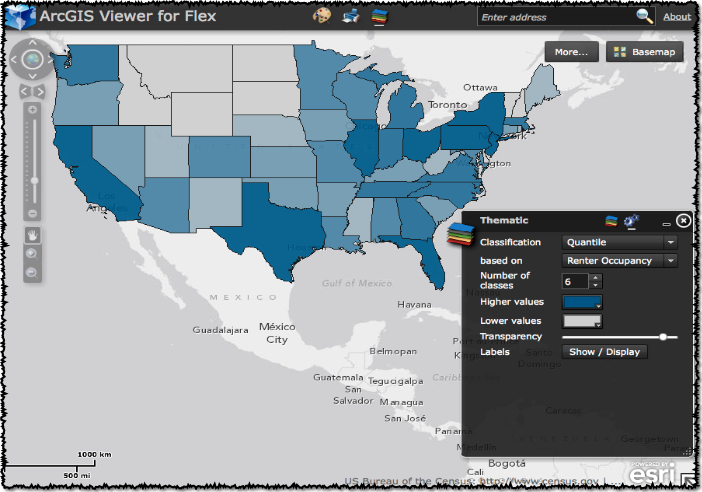 ArcGIS Viewer for Flex
Enter address
About
More...
Basemap
Ottawa
Toronto
New York
Washington
Los Angeles
Houston
Gulf of Mexico
MEXICO
Havana
Guadalajara
México City
Belmopan
Guatemala
Tegucigalpa
San Salvador
Managua
San José
Panama
Medellín
Bogotá
Cali
Caracas
Georgetown
Santo Domingo
Thematic
Classification
Quantile
based on
Renter Occupancy
Number of classes
6
Higher values
Lower values
Transparency
Labels
Show / Display
1000 km
500 mi
US Bureau of the Census: http://www.census.gov
POWERED BY
esri